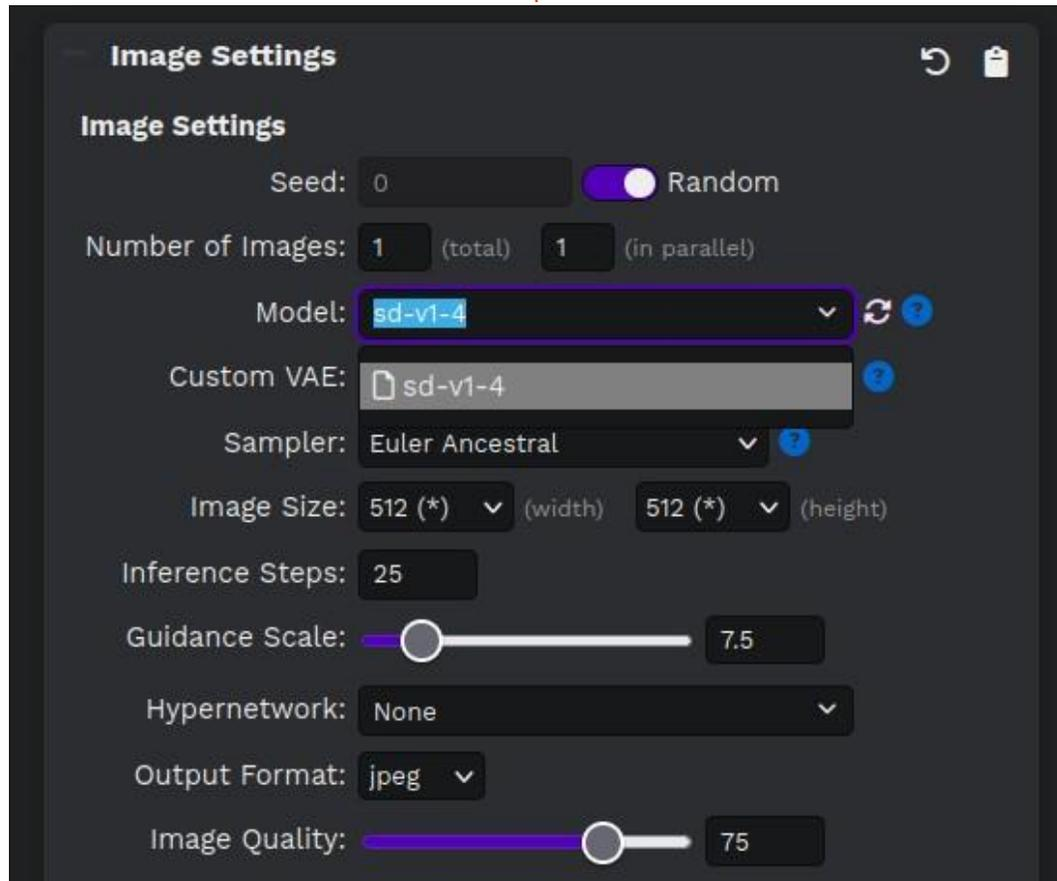 Image Settings
Image Settings
Seed: 0 Random
Number of Images: 1 (total) 1 (in parallel)
Model: sd-v1-4 ?
Custom VAE: sd-v1-4 ?
Sampler: Euler Ancestral ?
Image Size: 512 (*) (width) 512 (*) (height)
Inference Steps: 25
Guidance Scale: 7.5
Hypernetwork: None
Output Format: jpeg
Image Quality: 75